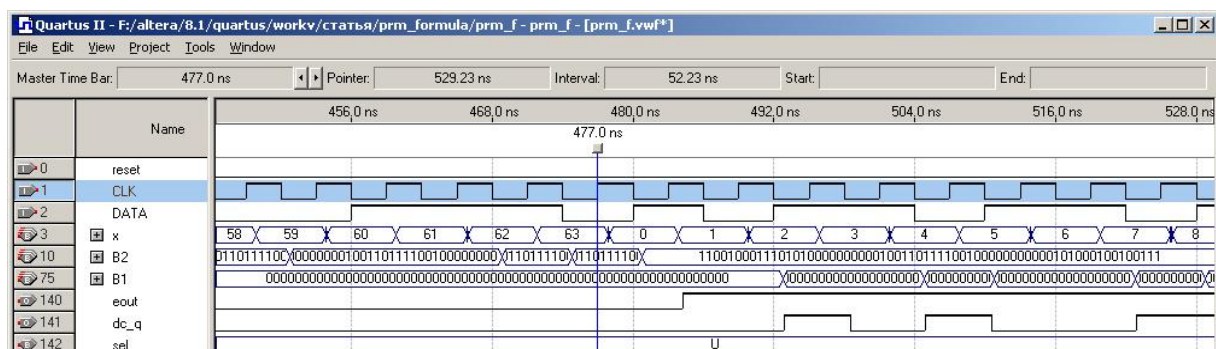 Quartus II - F:/altera/8.1/quartus/workv/статья/prm_formula/prm_f - prm_f - [prm_f.vwf*]
File Edit View Project Tools Window
Master Time Bar: 477.0 ns Pointer: 529.23 ns Interval: 52.23 ns Start: End:
Name 456.0 ns 468.0 ns 480.0 ns 492.0 ns 504.0 ns 516.0 ns 528.0 ns
477.0 ns
0 reset
1 CLK
2 DATA
3 x 58 59 60 61 62 63 0 1 2 3 4 5 6 7 8
10 B2
75 B1
140 eout
141 dc_q
142 sel U